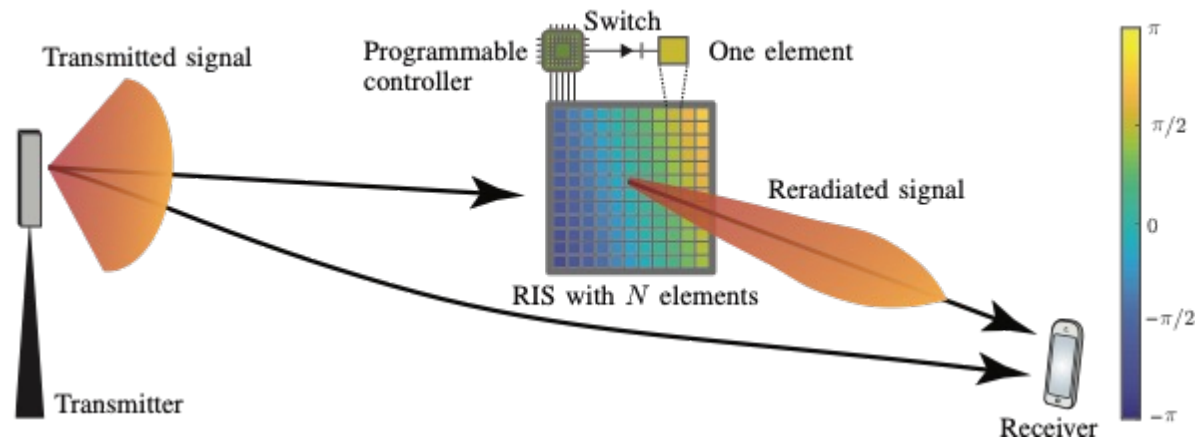 Transmitted signal
Programmable
controller
Switch
One element
Reradiated signal
RIS with N elements
Transmitter
Receiver
π
π/2
0
−π/2
−π